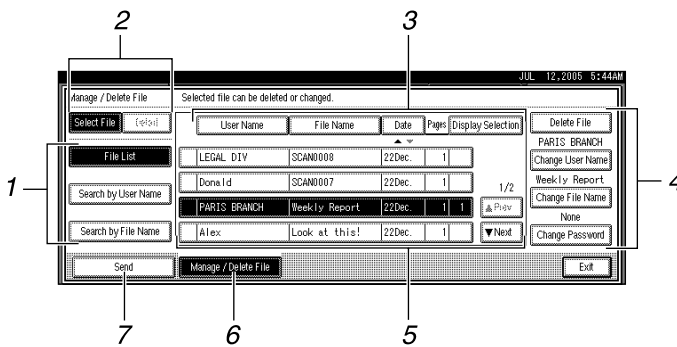 2
3
JUL 12,2005 5:44AM
Manage / Delete File Selected file can be deleted or changed.
Select File
User Name File Name Date Pages Display Selection
Delete File
PARIS BRANCH
1
File List
LEGAL DIV SCAN0008 22Dec. 1
Change User Name
4
Donald SCAN0007 22Dec. 1
1/2
Weekly Report
Search by User Name
PARIS BRANCH Weekly Report 22Dec. 1 1
▲Prev
Change File Name
None
Search by File Name
Alex Look at this! 22Dec. 1
▼Next
Change Password
Send Manage / Delete File Exit
7
6
5